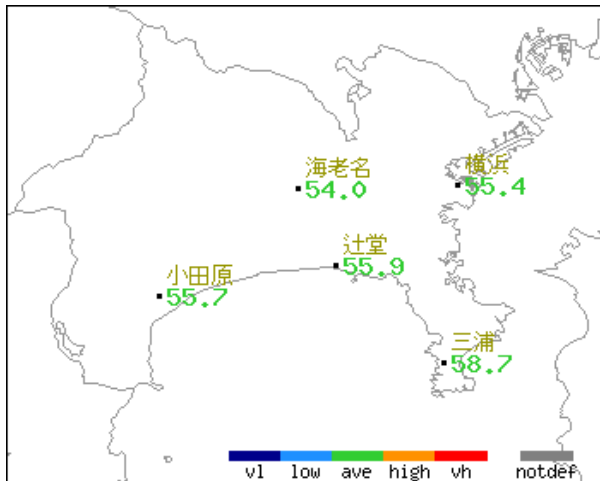 海老名
54.0
横浜
55.4
辻堂
55.9
小田原
55.7
三浦
58.7
vl low ave high vh notdef